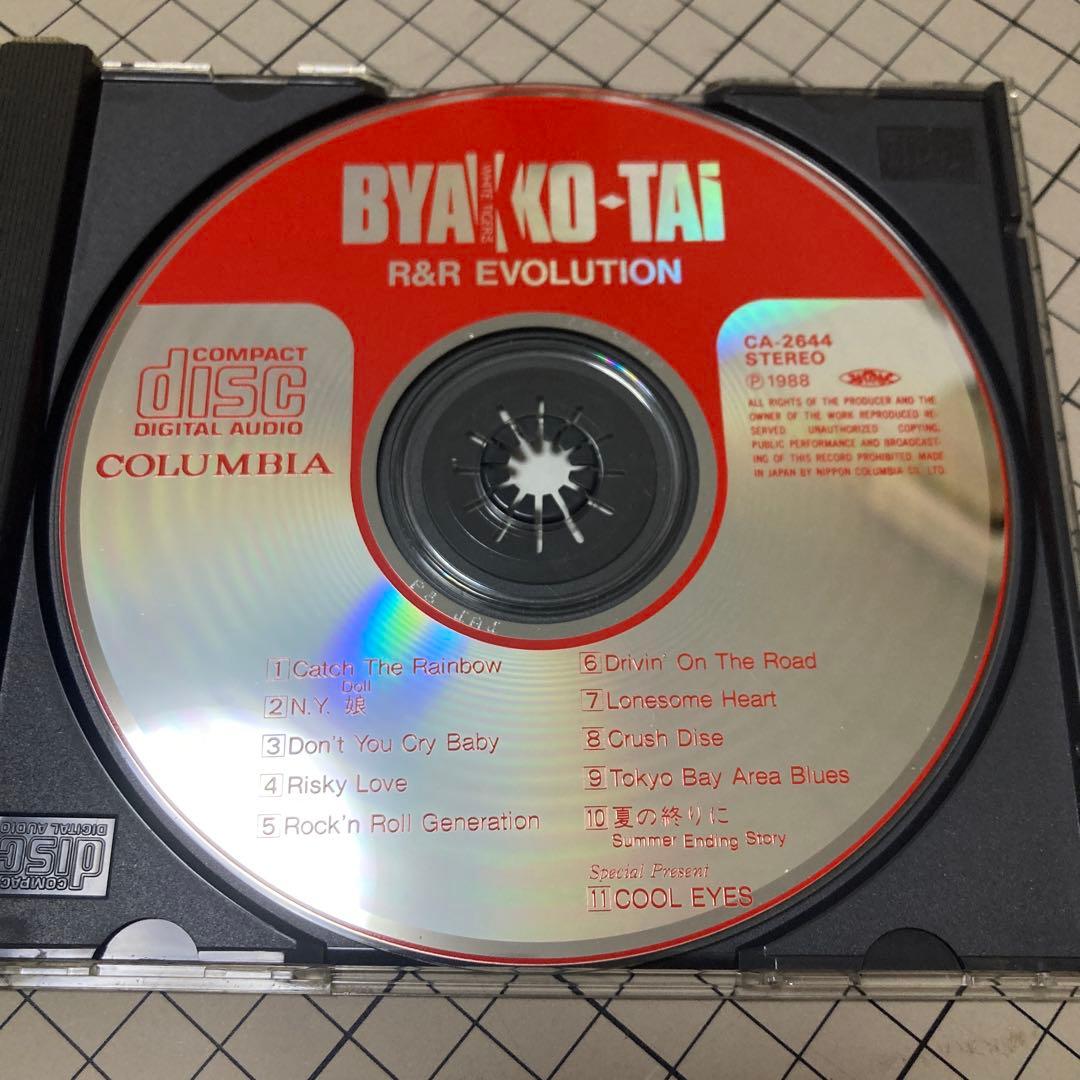 BYAKKO-TAi
WHITE TIGERS
R&R EVOLUTION
COMPACT
disc
DIGITAL AUDIO
COLUMBIA
CA-2644
STEREO
Ⓟ1988
ALL RIGHTS OF THE PRODUCER AND THE
OWNER OF THE WORK REPRODUCED RE-
SERVED. UNAUTHORIZED COPYING,
PUBLIC PERFORMANCE AND BROADCAST-
ING OF THIS RECORD PROHIBITED. MADE
IN JAPAN BY NIPPON COLUMBIA CO., LTD.
1 Catch The Rainbow
Doll
2 N.Y. 娘
3 Don't You Cry Baby
4 Risky Love
5 Rock'n Roll Generation
6 Drivin' On The Road
7 Lonesome Heart
8 Crush Dise
9 Tokyo Bay Area Blues
10 夏の終りに
Summer Ending Story
Special Present
11 COOL EYES
COMPACT
disc
DIGITAL AUDIO